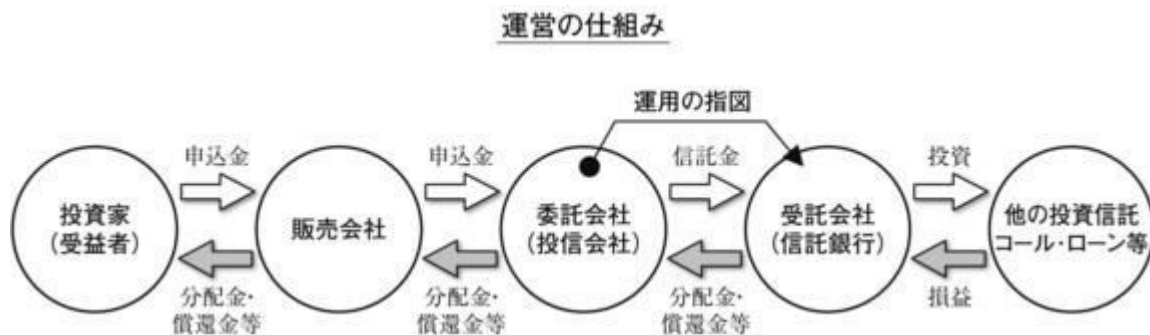 運営の仕組み
運用の指図
申込金
申込金
信託金
投資
投資家
(受益者)
販売会社
委託会社
(投信会社)
受託会社
(信託銀行)
他の投資信託
コール・ローン等
分配金・
償還金等
分配金・
償還金等
分配金・
償還金等
損益